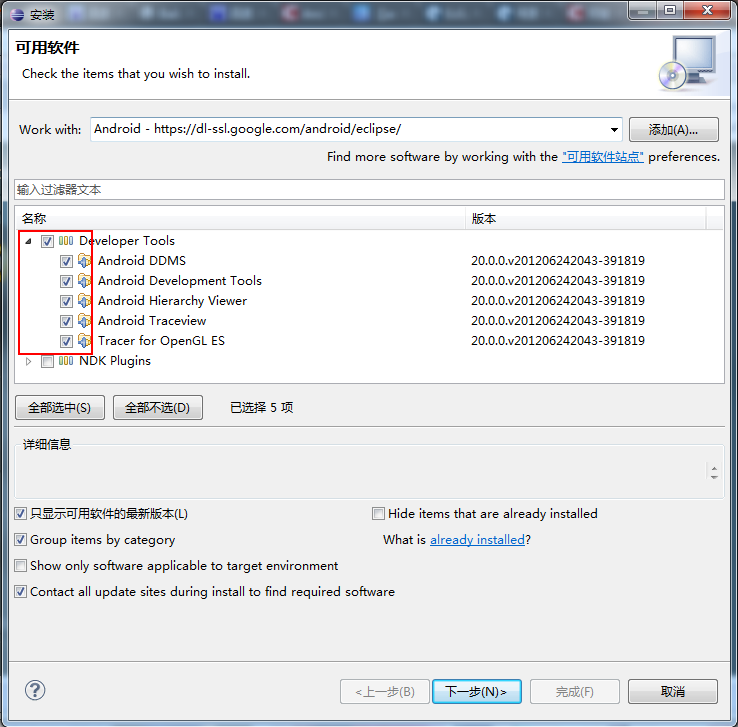 安装
可用软件
Check the items that you wish to install.
Work with: Android - https://dl-ssl.google.com/android/eclipse/ 添加(A)...
Find more software by working with the "可用软件站点" preferences.
输入过滤器文本
名称 版本
Developer Tools
Android DDMS 20.0.0.v201206242043-391819
Android Development Tools 20.0.0.v201206242043-391819
Android Hierarchy Viewer 20.0.0.v201206242043-391819
Android Traceview 20.0.0.v201206242043-391819
Tracer for OpenGL ES 20.0.0.v201206242043-391819
NDK Plugins
全部选中(S) 全部不选(D) 已选择 5 项
详细信息
只显示可用软件的最新版本(L) Hide items that are already installed
Group items by category What is already installed?
Show only software applicable to target environment
Contact all update sites during install to find required software
? <上一步(B) 下一步(N)> 完成(F) 取消